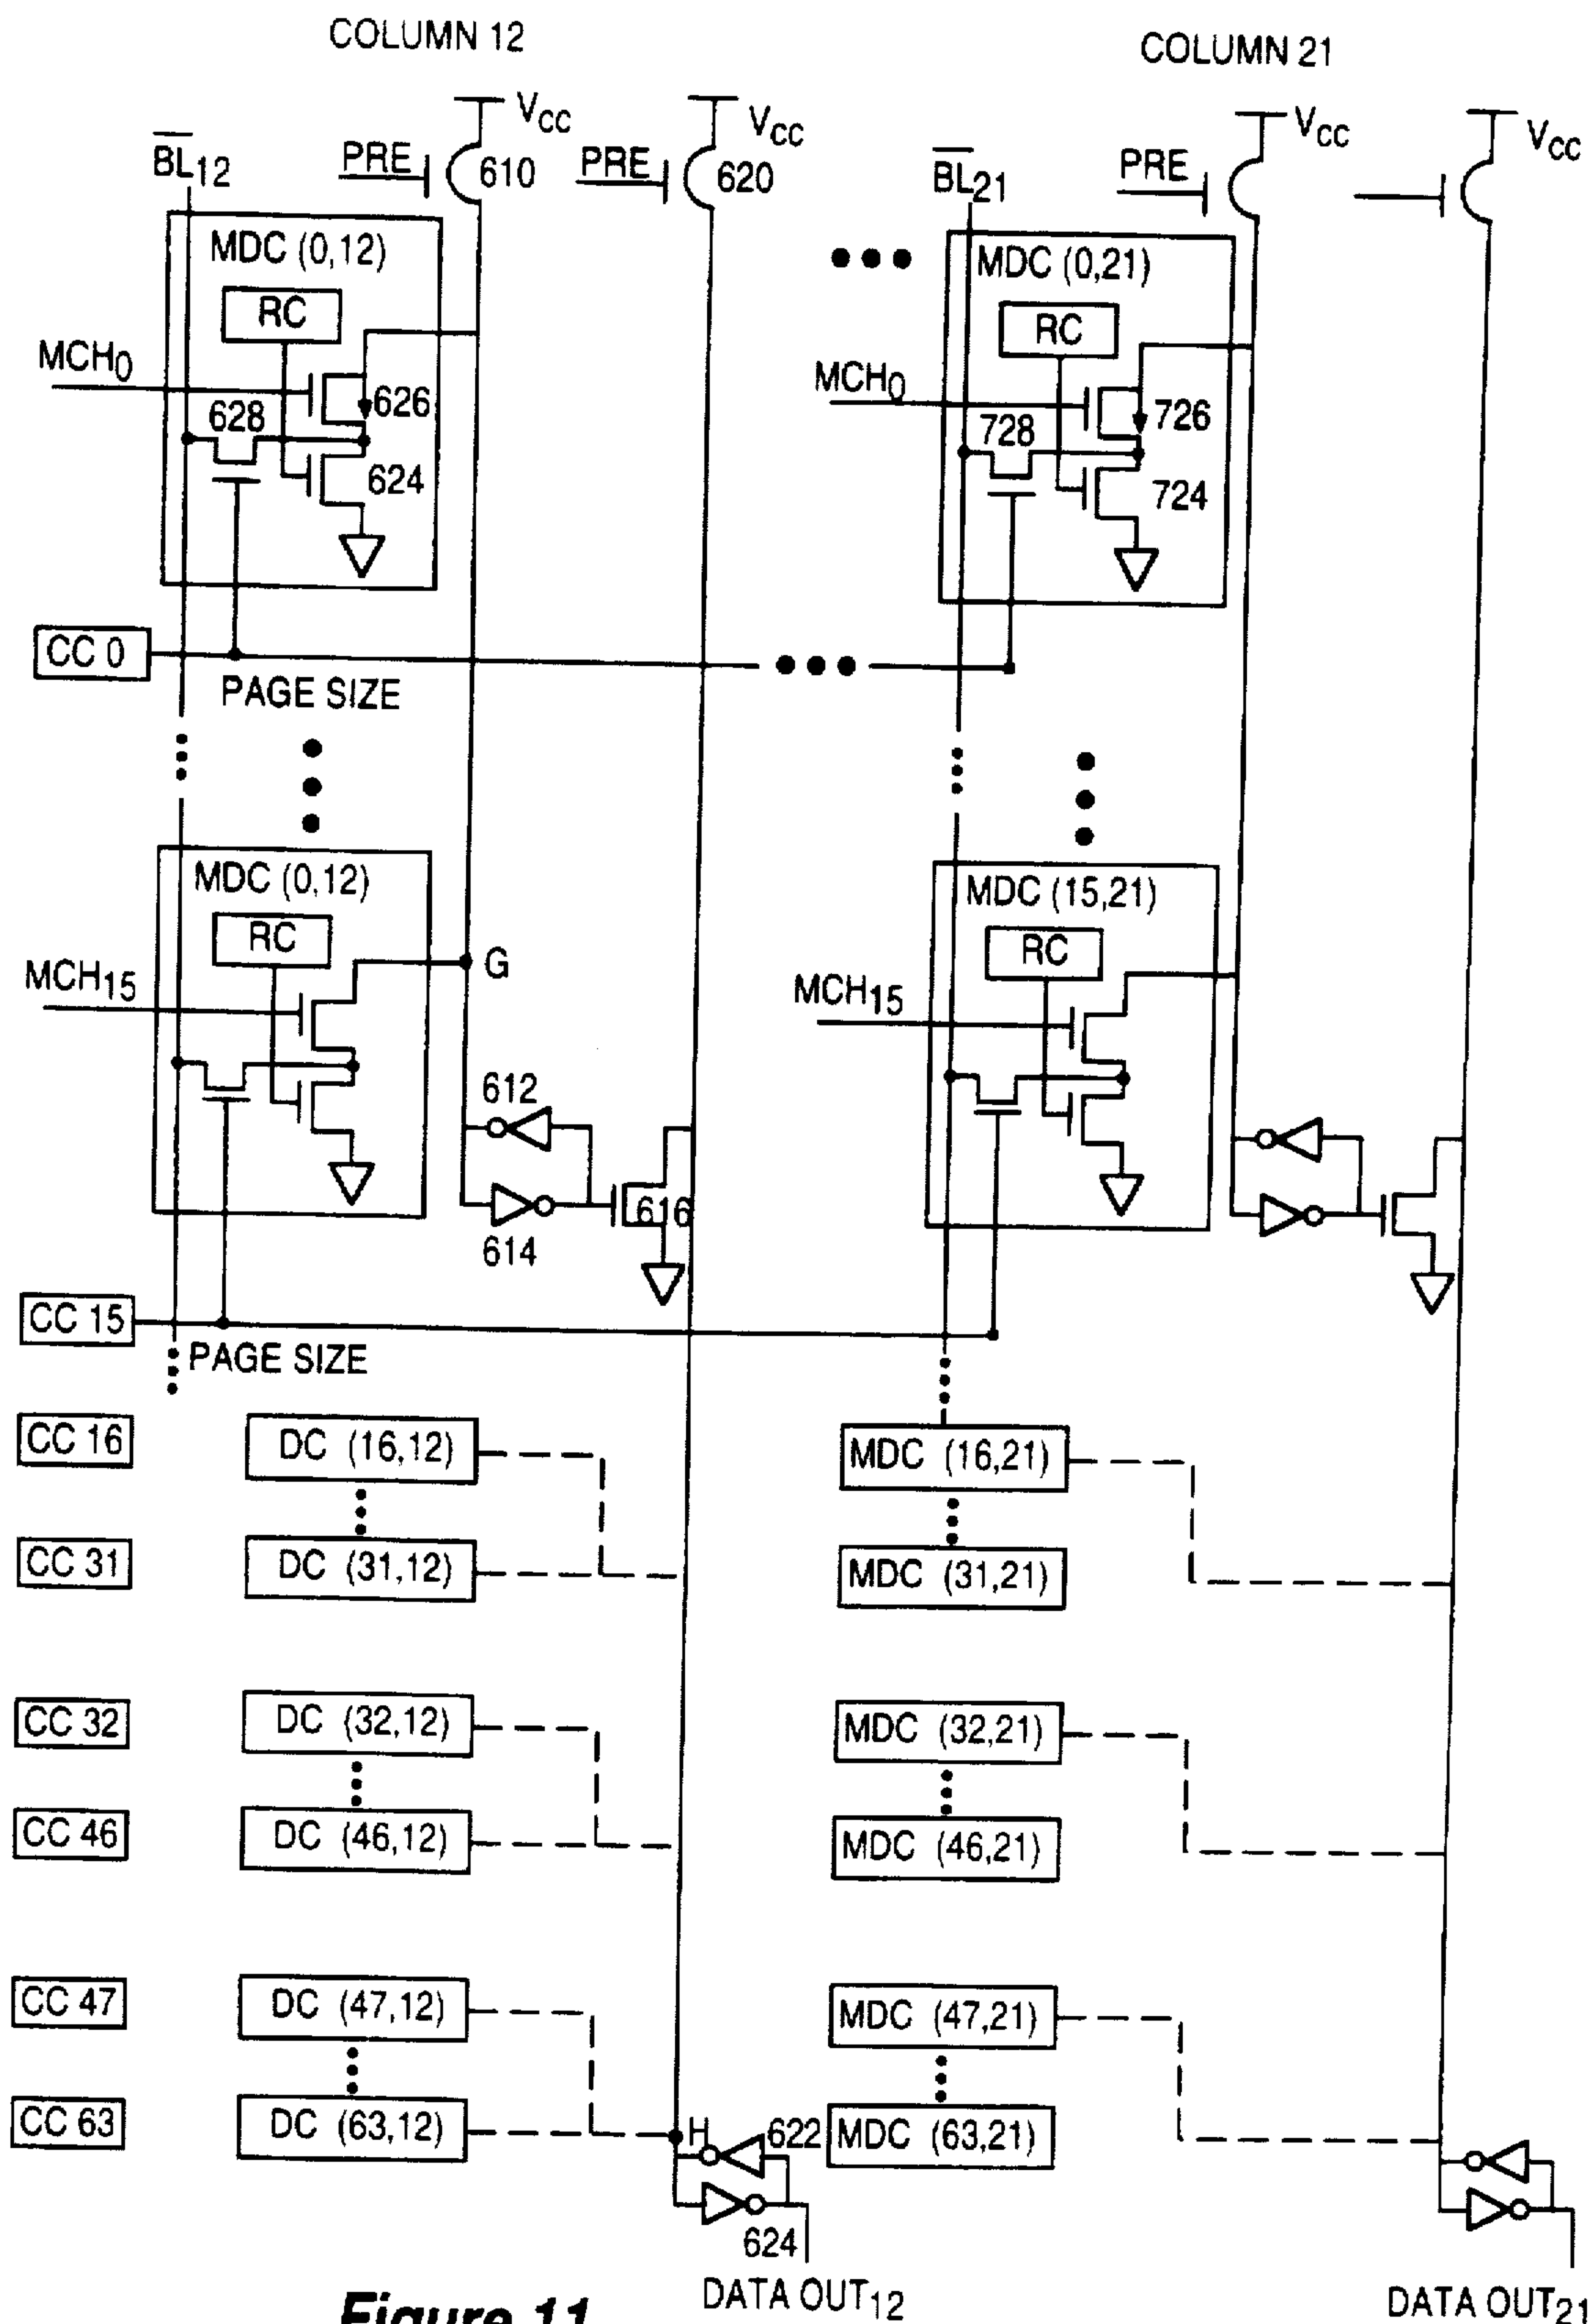 COLUMN 12
COLUMN 21
VCC
VCC
VCC
VCC
BL12
PRE
610
PRE
620
BL21
PRE
MDC (0,12)
MDC (0,21)
RC
RC
MCH0
626
628
624
MCH0
726
728
724
CC 0
PAGE SIZE
MDC (0,12)
MDC (15,21)
RC
RC
MCH15
G
MCH15
612
616
614
CC 15
PAGE SIZE
CC 16
DC (16,12)
MDC (16,21)
CC 31
DC (31,12)
MDC (31,21)
CC 32
DC (32,12)
MDC (32,21)
CC 46
DC (46,12)
MDC (46,21)
CC 47
DC (47,12)
MDC (47,21)
CC 63
DC (63,12)
H
622
MDC (63,21)
624
DATA OUT12
DATA OUT21
Figure 11